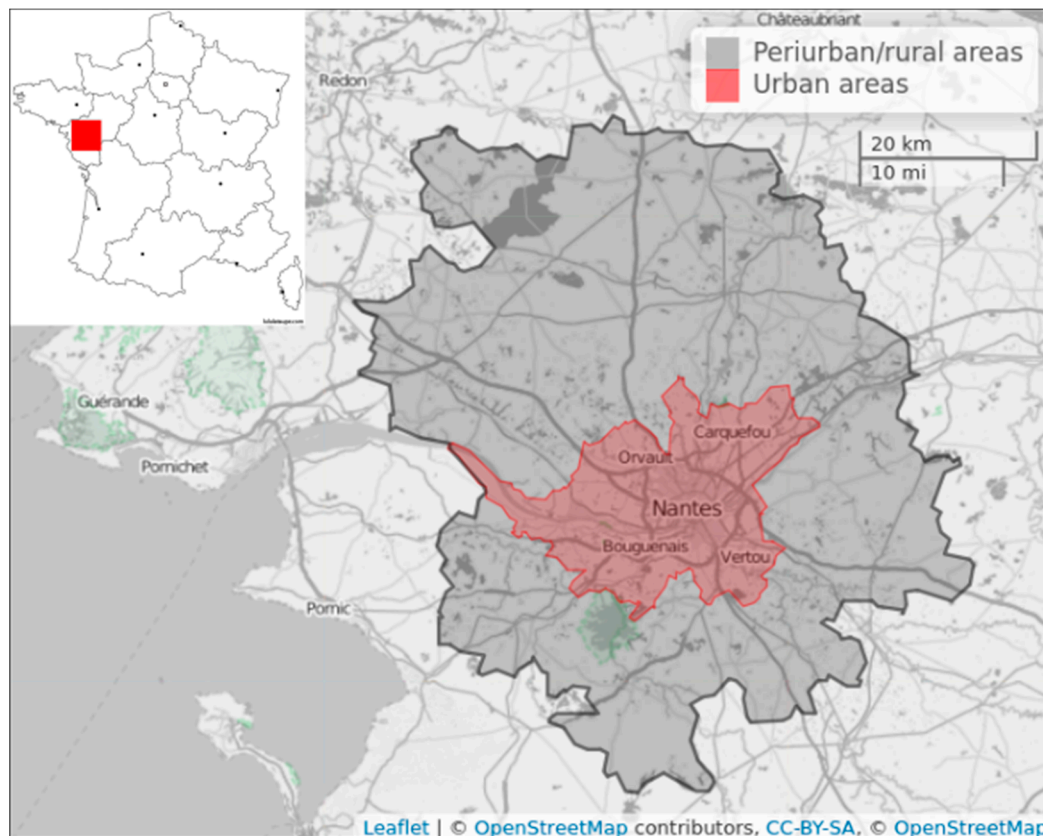 Châteaubriant
Periurban/rural areas
Urban areas
Redon
20 km
10 mi
Guérande
Carquefou
Orvault
Pornichet
Nantes
Bouguenais
Vertou
Pornic
Leaflet | © OpenStreetMap contributors, CC-BY-SA, © OpenStreetMap